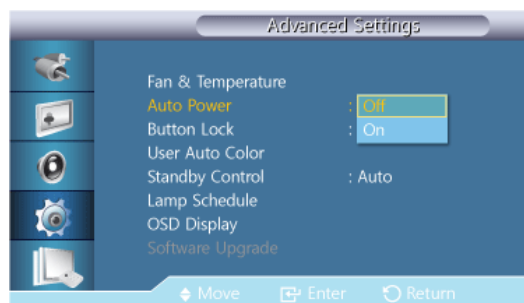 Advanced Settings
Fan & Temperature
Auto Power : Off
Button Lock : On
User Auto Color
Standby Control : Auto
Lamp Schedule
OSD Display
Software Upgrade
Move Enter Return